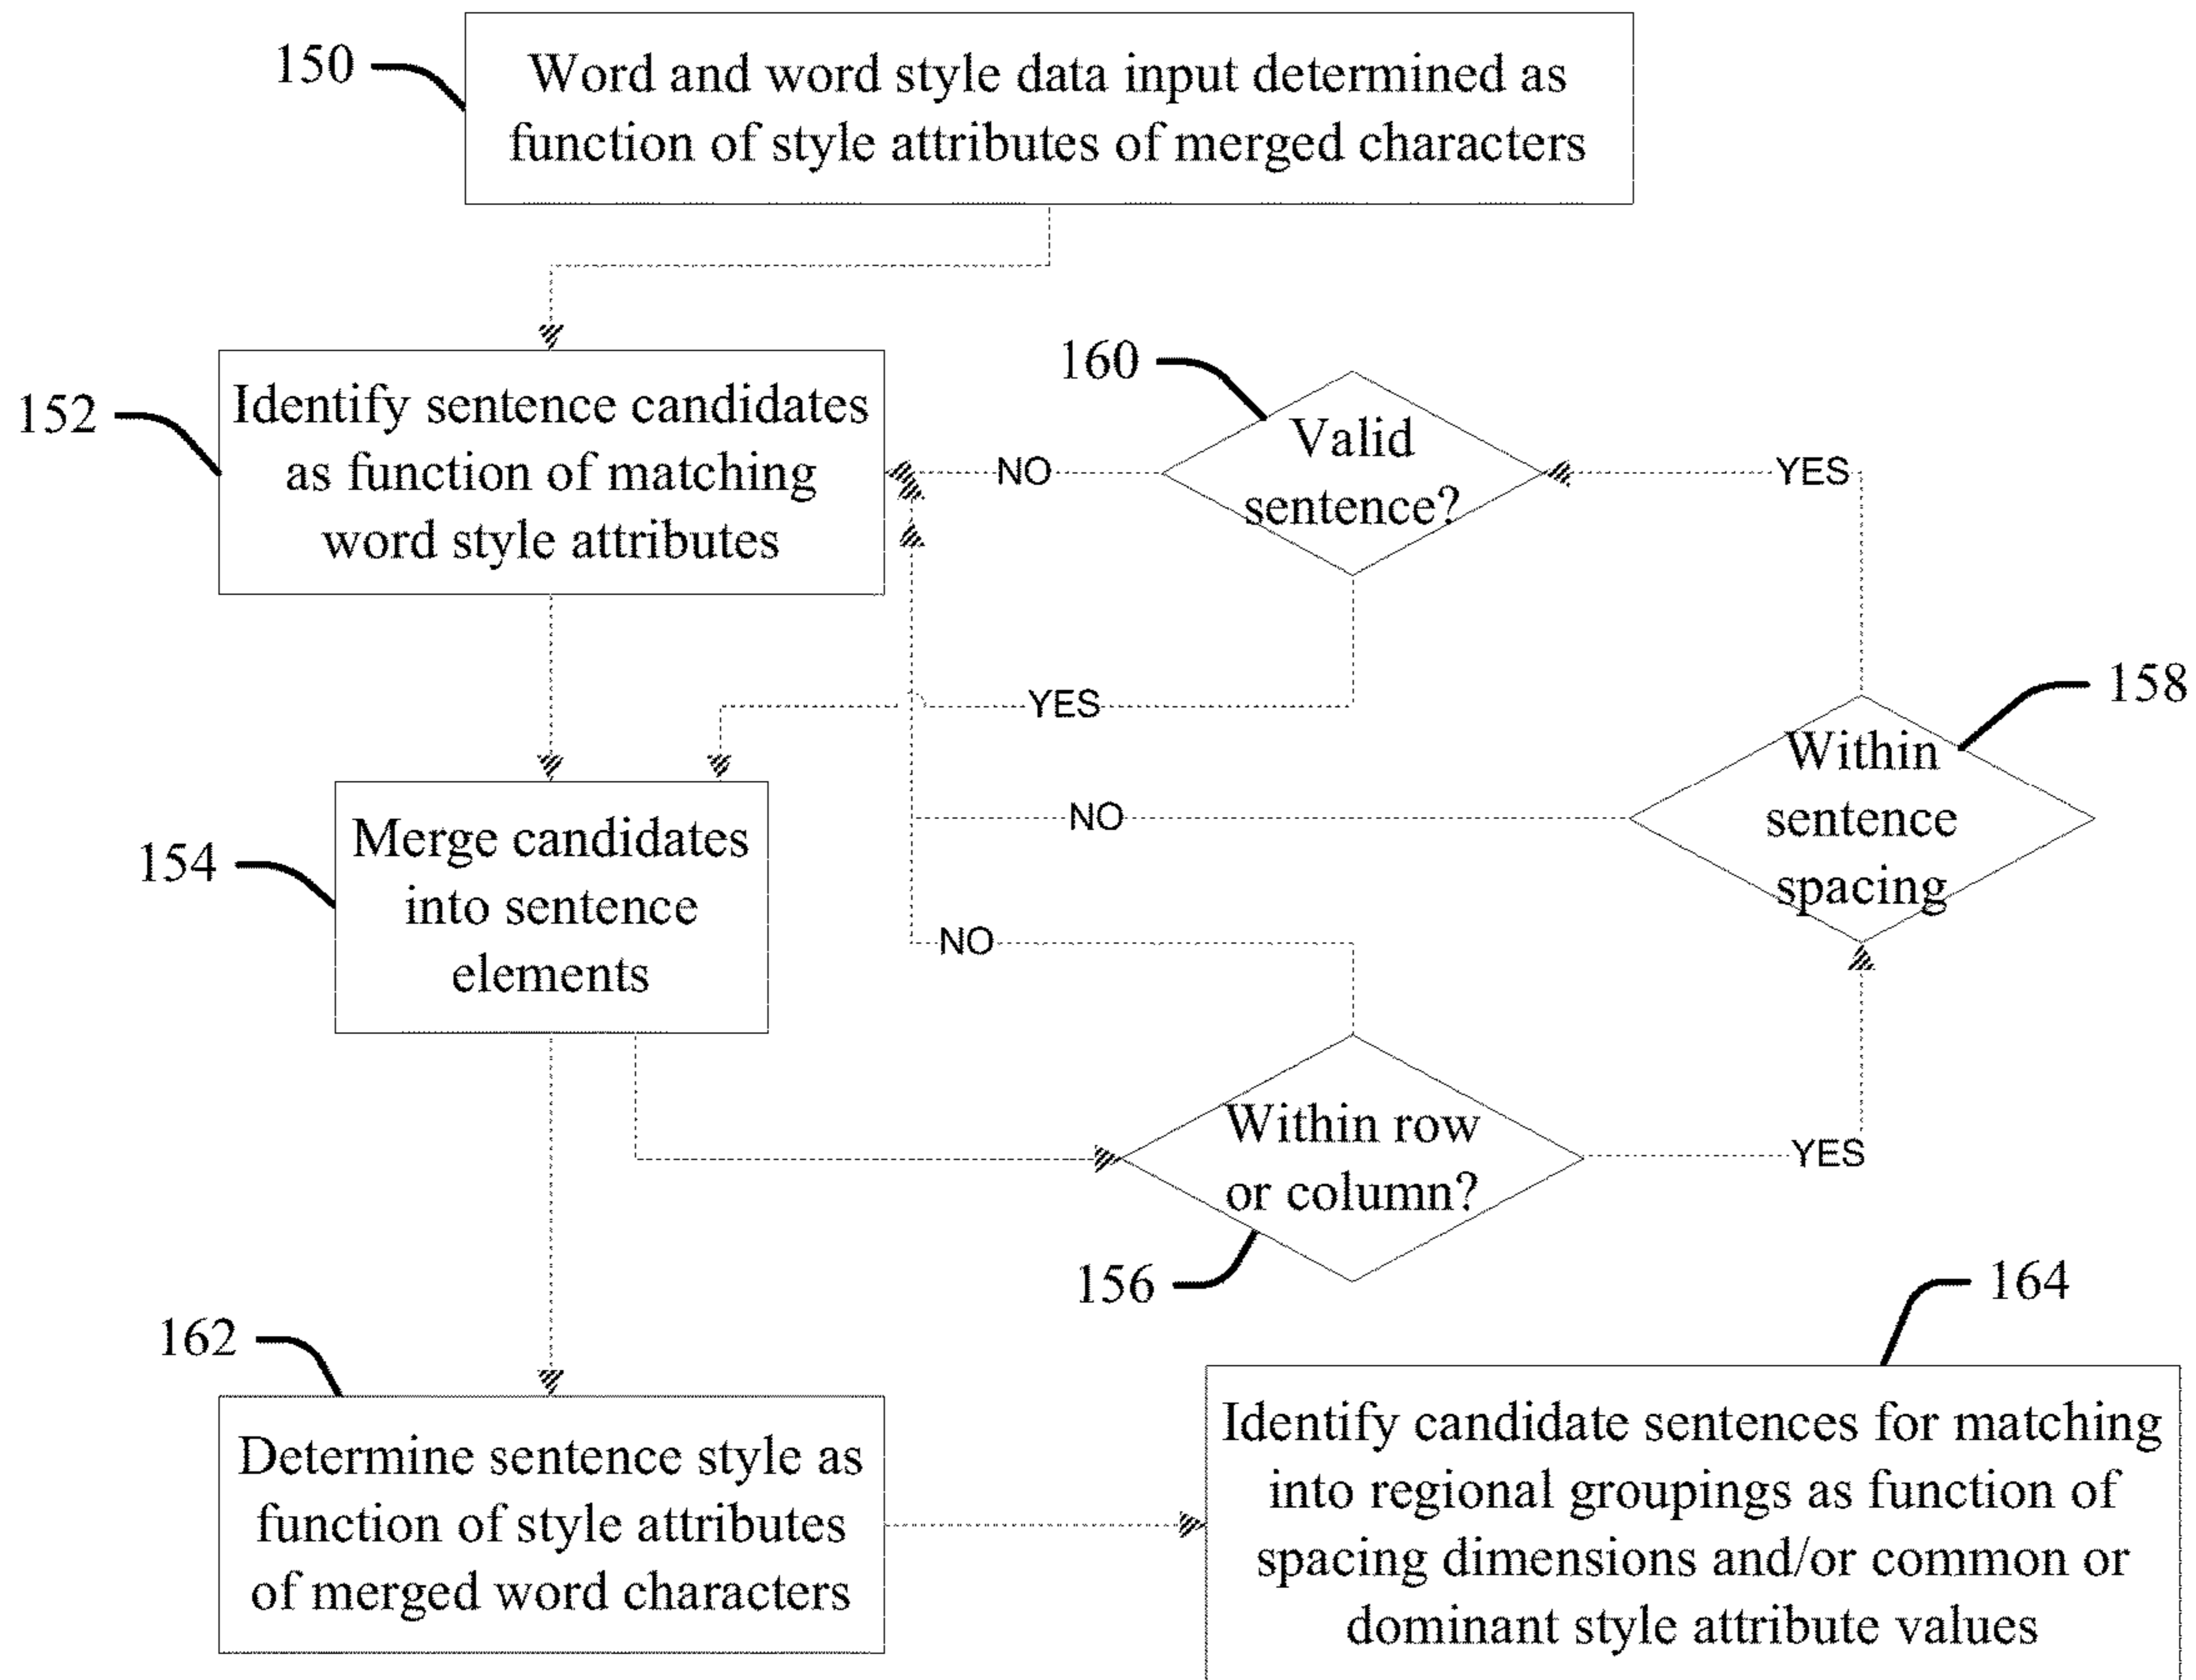 150
Word and word style data input determined as
function of style attributes of merged characters
152
Identify sentence candidates
as function of matching
word style attributes
160
Valid
sentence?
NO
YES
YES
158
Within
sentence
spacing
NO
154
Merge candidates
into sentence
elements
NO
Within row
or column?
YES
156
162
Determine sentence style as
function of style attributes
of merged word characters
164
Identify candidate sentences for matching
into regional groupings as function of
spacing dimensions and/or common or
dominant style attribute values